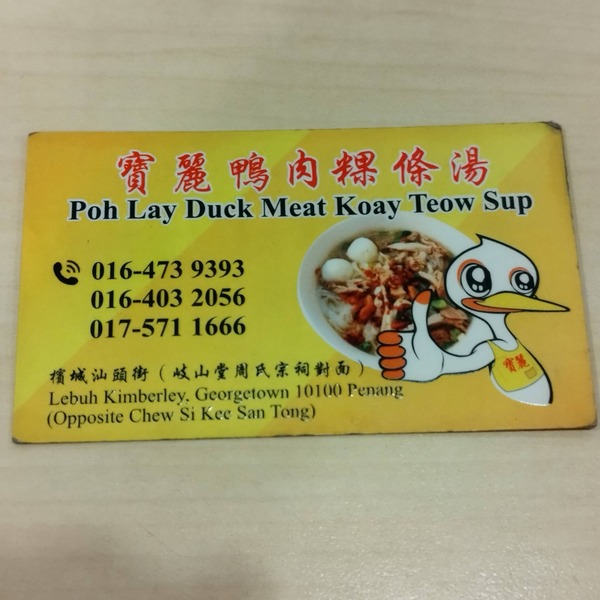 寶麗鴨肉粿條湯
Poh Lay Duck Meat Koay Teow Sup
016-473 9393
016-403 2056
017-571 1666
檳城汕頭街（岐山堂周氏宗祠對面）
Lebuh Kimberley, Georgetown 10100 Penang
(Opposite Chew Si Kee San Tong)
寶麗